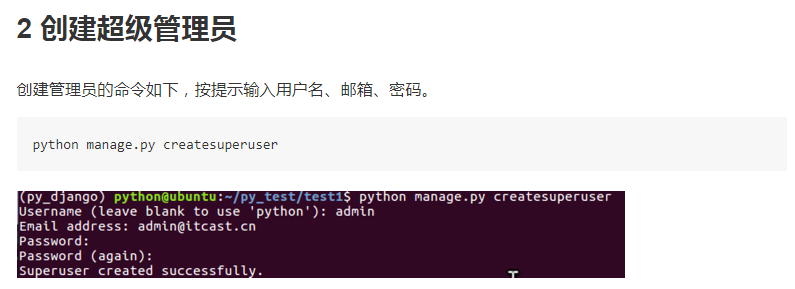 2 创建超级管理员
创建管理员的命令如下，按提示输入用户名、邮箱、密码。
python manage.py createsuperuser
(py_django) python@ubuntu:~/py_test/test1$ python manage.py createsuperuser
Username (leave blank to use 'python'): admin
Email address: admin@itcast.cn
Password:
Password (again):
Superuser created successfully.